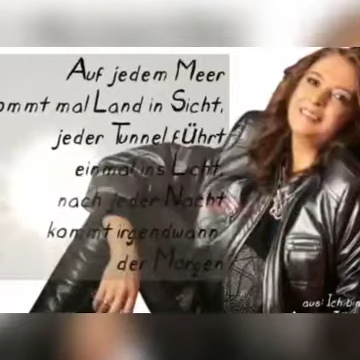 Auf jedem Meer
ommt mal Land in Sicht,
jeder Tunnel führt
einmal ins Licht,
nach jeder Nacht
kommt irgendwann
der Morgen
aus: Ich bin